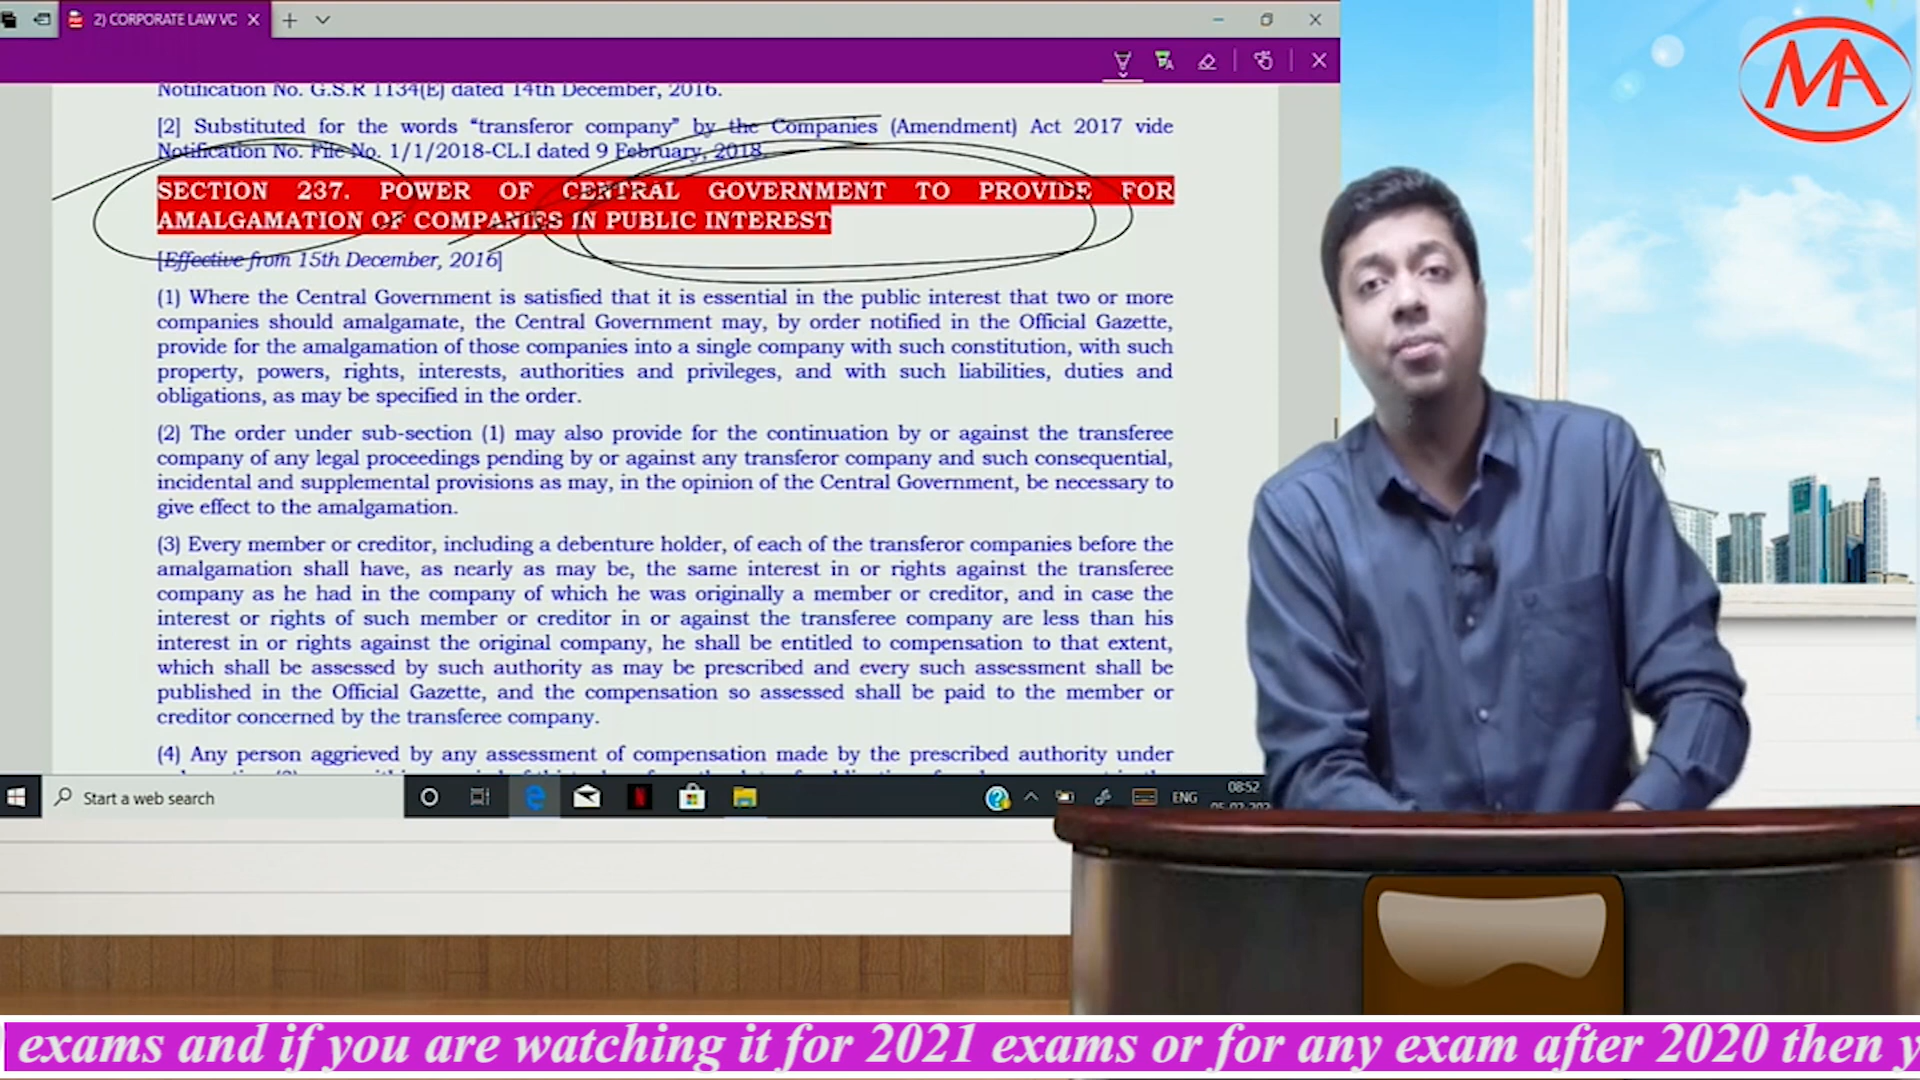 2) CORPORATE LAW VC
MA
Notification No. G.S.R 1134(E) dated 14th December, 2016.
[2] Substituted for the words “transferor company” by the Companies (Amendment) Act 2017 vide
Notification No. File No. 1/1/2018-CL.I dated 9 February, 2018.
SECTION 237. POWER OF CENTRAL GOVERNMENT TO PROVIDE FOR
AMALGAMATION OF COMPANIES IN PUBLIC INTEREST
[Effective from 15th December, 2016]
(1) Where the Central Government is satisfied that it is essential in the public interest that two or more
companies should amalgamate, the Central Government may, by order notified in the Official Gazette,
provide for the amalgamation of those companies into a single company with such constitution, with such
property, powers, rights, interests, authorities and privileges, and with such liabilities, duties and
obligations, as may be specified in the order.
(2) The order under sub-section (1) may also provide for the continuation by or against the transferee
company of any legal proceedings pending by or against any transferor company and such consequential,
incidental and supplemental provisions as may, in the opinion of the Central Government, be necessary to
give effect to the amalgamation.
(3) Every member or creditor, including a debenture holder, of each of the transferor companies before the
amalgamation shall have, as nearly as may be, the same interest in or rights against the transferee
company as he had in the company of which he was originally a member or creditor, and in case the
interest or rights of such member or creditor in or against the transferee company are less than his
interest in or rights against the original company, he shall be entitled to compensation to that extent,
which shall be assessed by such authority as may be prescribed and every such assessment shall be
published in the Official Gazette, and the compensation so assessed shall be paid to the member or
creditor concerned by the transferee company.
(4) Any person aggrieved by any assessment of compensation made by the prescribed authority under
Start a web search
ENG
08:52
exams and if you are watching it for 2021 exams or for any exam after 2020 then y